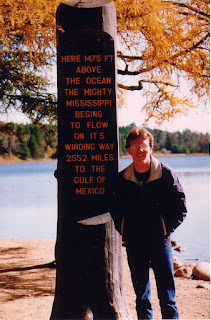 HERE 1475 FT
ABOVE
THE OCEAN
THE MIGHTY
MISSISSIPPI
BEGINS
TO FLOW
ON ITS
WINDING WAY
2552 MILES
TO THE
GULF OF
MEXICO